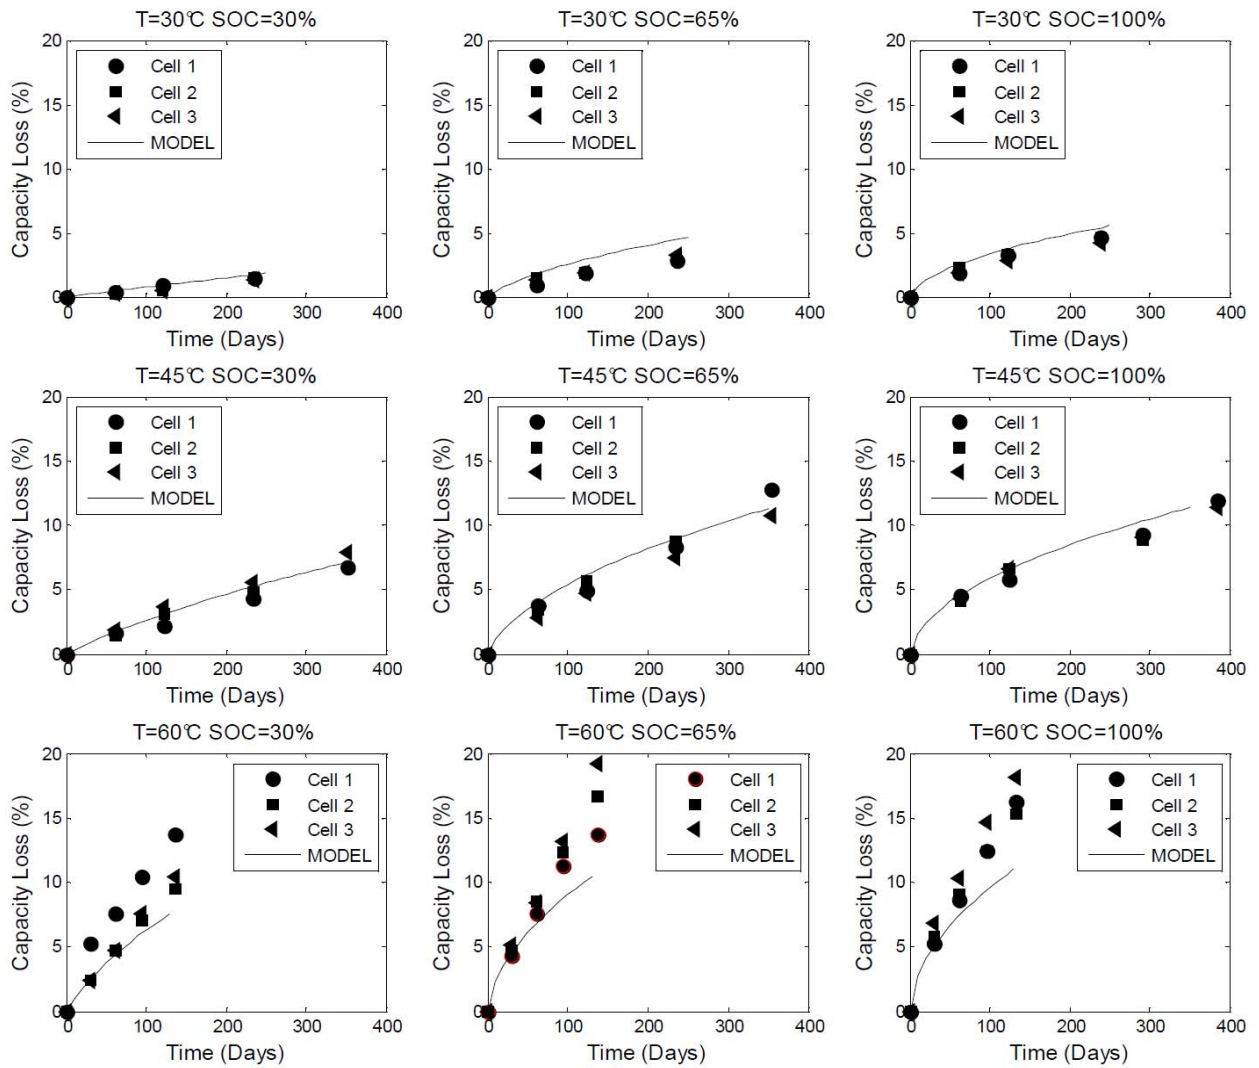 T=30°C SOC=30%
20
15
10
5
0
Capacity Loss (%)
Cell 1
Cell 2
Cell 3
MODEL
0 100 200 300 400
Time (Days)
T=30°C SOC=65%
20
15
10
5
0
Capacity Loss (%)
Cell 1
Cell 2
Cell 3
MODEL
0 100 200 300 400
Time (Days)
T=30°C SOC=100%
20
15
10
5
0
Capacity Loss (%)
Cell 1
Cell 2
Cell 3
MODEL
0 100 200 300 400
Time (Days)
T=45°C SOC=30%
20
15
10
5
0
Capacity Loss (%)
Cell 1
Cell 2
Cell 3
MODEL
0 100 200 300 400
Time (Days)
T=45°C SOC=65%
20
15
10
5
0
Capacity Loss (%)
Cell 1
Cell 2
Cell 3
MODEL
0 100 200 300 400
Time (Days)
T=45°C SOC=100%
20
15
10
5
0
Capacity Loss (%)
Cell 1
Cell 2
Cell 3
MODEL
0 100 200 300 400
Time (Days)
T=60°C SOC=30%
20
15
10
5
0
Capacity Loss (%)
Cell 1
Cell 2
Cell 3
MODEL
0 100 200 300 400
Time (Days)
T=60°C SOC=65%
20
15
10
5
0
Capacity Loss (%)
Cell 1
Cell 2
Cell 3
MODEL
0 100 200 300 400
Time (Days)
T=60°C SOC=100%
20
15
10
5
0
Capacity Loss (%)
Cell 1
Cell 2
Cell 3
MODEL
0 100 200 300 400
Time (Days)